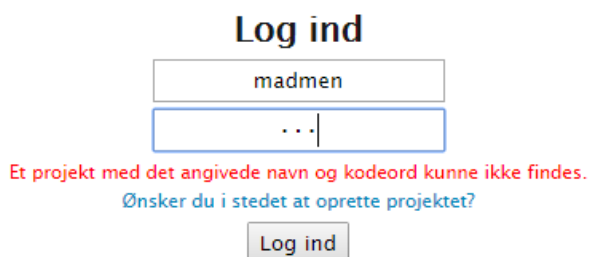 Log ind
madmen
...
Et projekt med det angivede navn og kodeord kunne ikke findes.
Ønsker du i stedet at oprette projektet?
Log ind